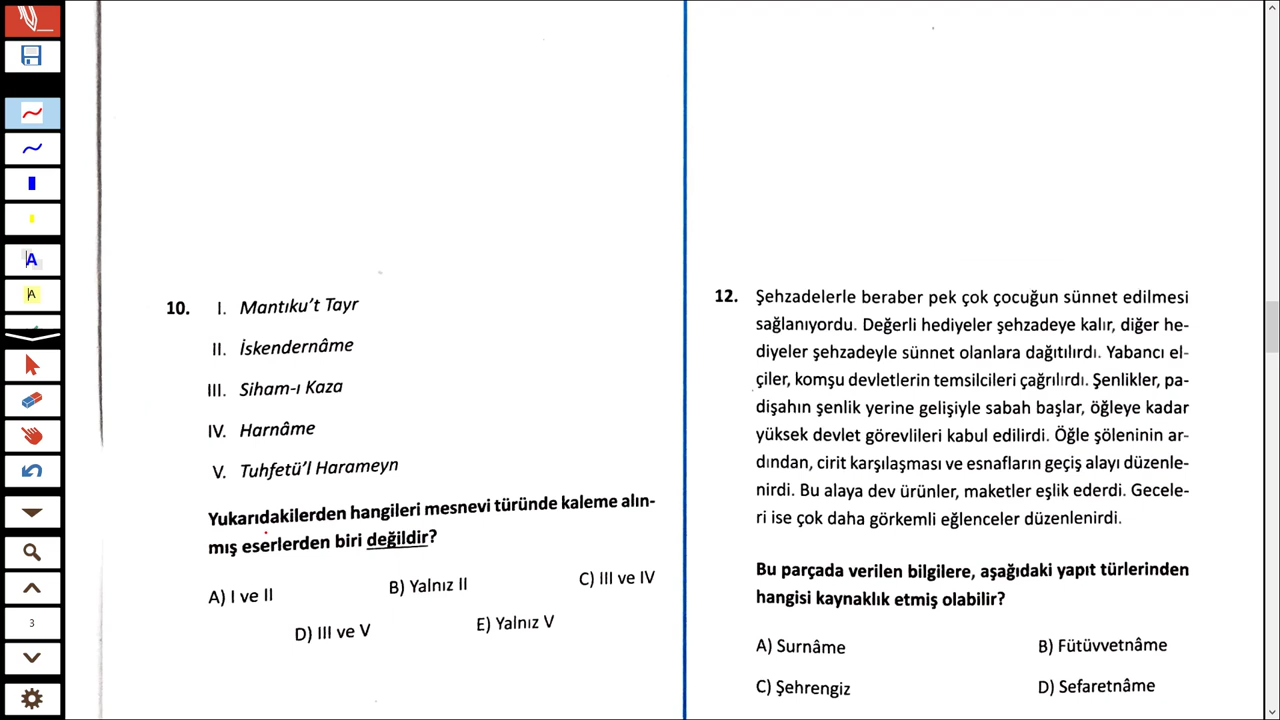 10. I. Mantıku't Tayr
II. İskendernâme
III. Siham-ı Kaza
IV. Harnâme
V. Tuhfetü'l Harameyn
Yukarıdakilerden hangileri mesnevi türünde kaleme alın-
mış eserlerden biri değildir?
A) I ve II
B) Yalnız II
C) III ve IV
D) III ve V
E) Yalnız V
12. Şehzadelerle beraber pek çok çocuğun sünnet edilmesi
sağlanıyordu. Değerli hediyeler şehzadeye kalır, diğer he-
diyeler şehzadeyle sünnet olanlara dağıtılırdı. Yabancı el-
çiler, komşu devletlerin temsilcileri çağrılırdı. Şenlikler, pa-
dişahın şenlik yerine gelişiyle sabah başlar, öğleye kadar
yüksek devlet görevlileri kabul edilirdi. Öğle şöleninin ar-
dından, cirit karşılaşması ve esnafların geçiş alayı düzenle-
nirdi. Bu alaya dev ürünler, maketler eşlik ederdi. Gecele-
ri ise çok daha görkemli eğlenceler düzenlenirdi.
Bu parçada verilen bilgilere, aşağıdaki yapıt türlerinden
hangisi kaynaklık etmiş olabilir?
A) Surnâme
B) Fütüvvetnâme
C) Şehrengiz
D) Sefaretnâme
A
A
3